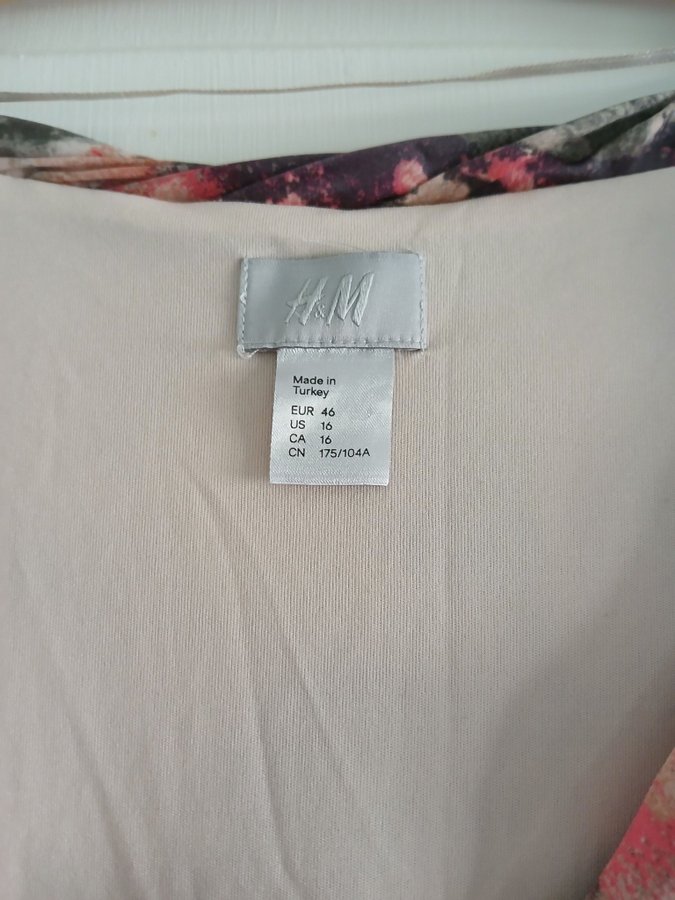 H&M
Made in
Turkey
EUR 46
US 16
CA 16
CN 175/104A